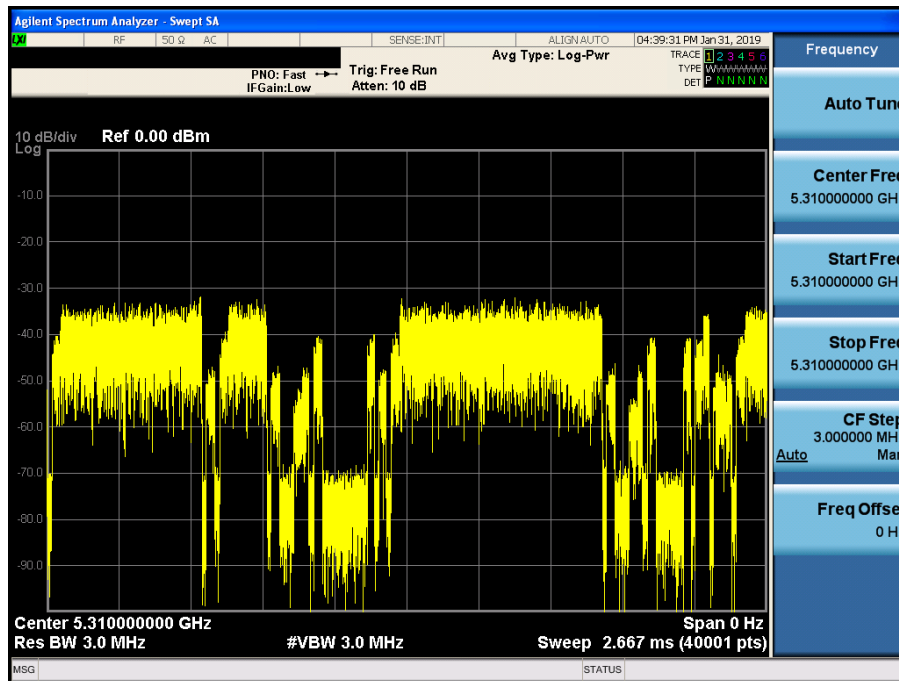 Agilent Spectrum Analyzer - Swept SA
LXI RF 50 Ω AC SENSE:INT ALIGN AUTO 04:39:31 PM Jan 31, 2019
Frequency
Avg Type: Log-Pwr
TRACE 1 2 3 4 5 6
PNO: Fast Trig: Free Run
TYPE WWWWWWW
IFGain:Low Atten: 10 dB
DET P N N N N N
Auto Tune
10 dB/div Ref 0.00 dBm
Log
-10.0
-20.0
-30.0
-40.0
-50.0
-60.0
-70.0
-80.0
-90.0
Center Freq
5.310000000 GH
Start Freq
5.310000000 GH
Stop Freq
5.310000000 GH
CF Step
3.000000 MH
Auto Man
Freq Offse
0 H
Center 5.310000000 GHz Span 0 Hz
Res BW 3.0 MHz #VBW 3.0 MHz Sweep 2.667 ms (40001 pts)
MSG STATUS